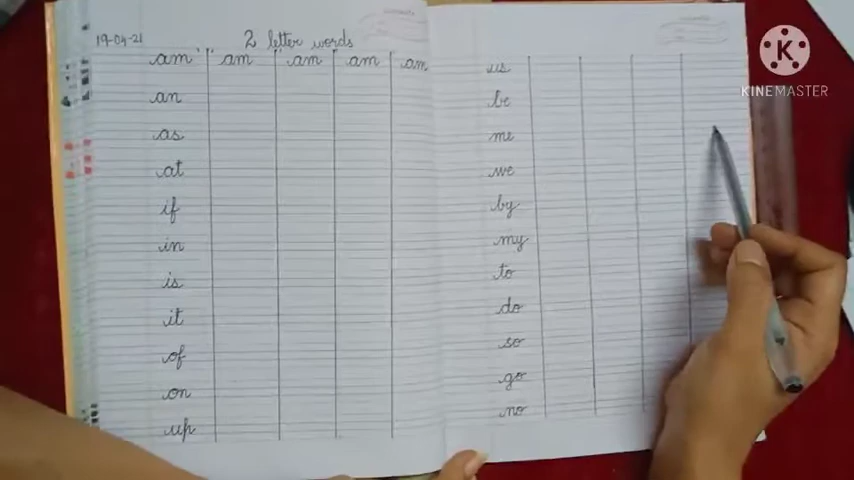 19-04-21
2 letter words
am am am am am
an
as
at
if
in
is
it
of
on
up
us
be
me
we
by
my
to
do
so
go
no
K
KINEMASTER